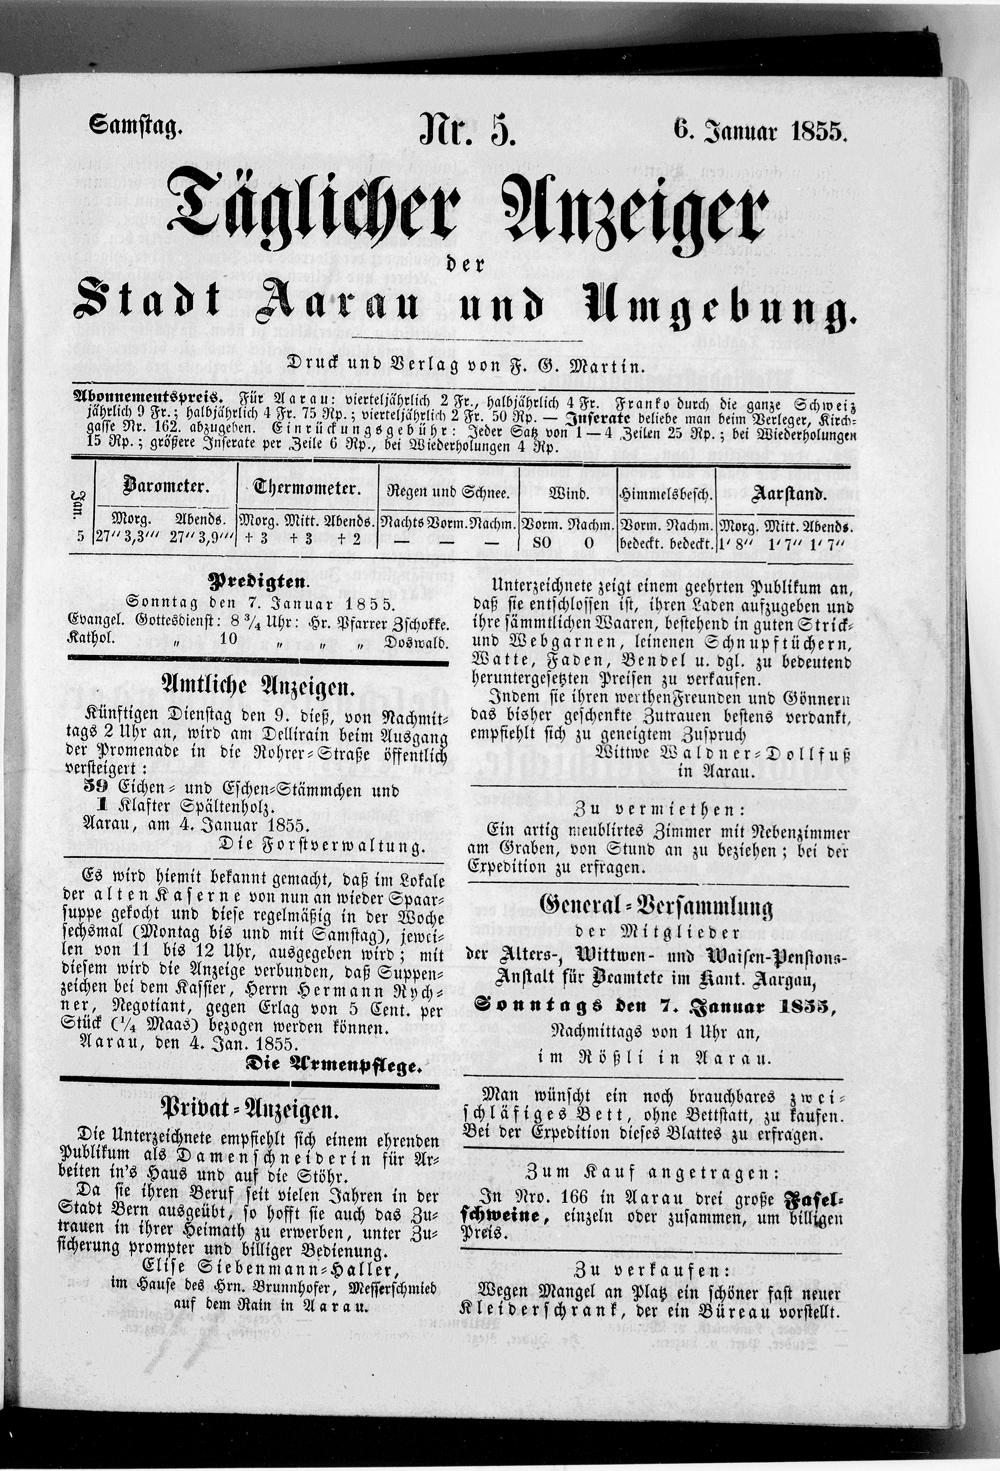 Samstag.
Nr. 5.
6. Januar 1855.
Täglicher Anzeiger
der
Stadt Aarau und Umgebung.
Druck und Verlag von F. G. Martin.
Abonnementspreis. Für Aarau: vierteljährlich 2 Fr., halbjährlich 4 Fr. Franko durch die ganze Schweiz
jährlich 9 Fr.; halbjährlich 4 Fr. 75 Rp.; vierteljährlich 2 Fr. 50 Rp. — Inserate beliebe man beim Verleger, Kirch-
gasse Nr. 162. abzugeben. Einrückungsgebühr: Jeder Satz von 1—4 Zeilen 25 Rp.; bei Wiederholungen
15 Rp.; größere Inserate per Zeile 6 Rp., bei Wiederholungen 4 Rp.
Jan. Barometer. Thermometer. Regen und Schnee. Wind. Himmelsbesch. Aarstand.
Morg. Abends. Morg. Mitt. Abends. Nachts Vorm. Nachm. Vorm. Nachm. Vorm. Nachm. Morg. Mitt. Abends.
5 27″ 3,3‴ 27″ 3,9‴ + 3 + 3 + 2 — — — SO O bedeckt. bedeckt. 1′ 8″ 1′ 7″ 1′ 7″
Predigten.
Sonntag den 7. Januar 1855.
Evangel. Gottesdienst: 8 ¾ Uhr: Hr. Pfarrer Zschokke.
Kathol. „ 10 „ „ „ Doswald.
Amtliche Anzeigen.
Künftigen Dienstag den 9. dieß, von Nachmit-
tags 2 Uhr an, wird am Dellirain beim Ausgang
der Promenade in die Rohrer-Straße öffentlich
versteigert:
59 Eichen- und Eschen-Stämmchen und
1 Klafter Spältenholz.
Aarau, am 4. Januar 1855.
Die Forstverwaltung.
Es wird hiemit bekannt gemacht, daß im Lokale
der alten Kaserne von nun an wieder Spaar-
suppe gekocht und diese regelmäßig in der Woche
sechsmal (Montag bis und mit Samstag), jewei-
len von 11 bis 12 Uhr, ausgegeben wird; mit
diesem wird die Anzeige verbunden, daß Suppen-
zeichen bei dem Kassier, Herrn Hermann Rych-
ner, Negotiant, gegen Erlag von 5 Cent. per
Stück (¼ Maas) bezogen werden können.
Aarau, den 4. Jan. 1855.
Die Armenpflege.
Privat-Anzeigen.
Die Unterzeichnete empfiehlt sich einem ehrenden
Publikum als Damenschneiderin für Ar-
beiten in's Haus und auf die Stöhr.
Da sie ihren Beruf seit vielen Jahren in der
Stadt Bern ausgeübt, so hofft sie auch das Zu-
trauen in ihrer Heimath zu erwerben, unter Zu-
sicherung prompter und billiger Bedienung.
Elise Siebenmann-Haller,
im Hause des Hrn. Brunnhofer, Messerschmied
auf dem Rain in Aarau.
Unterzeichnete zeigt einem geehrten Publikum an,
daß sie entschlossen ist, ihren Laden aufzugeben und
ihre sämmtlichen Waaren, bestehend in guten Strick-
und Webgarnen, leinenen Schnupftüchern,
Watte, Faden, Bendel u. dgl. zu bedeutend
heruntergesetzten Preisen zu verkaufen.
Indem sie ihren werthen Freunden und Gönnern
das bisher geschenkte Zutrauen bestens verdankt,
empfiehlt sich zu geneigtem Zuspruch
Wittwe Waldner-Dollfuß
in Aarau.
Zu vermiethen:
Ein artig meublirtes Zimmer mit Nebenzimmer
am Graben, von Stund an zu beziehen; bei der
Expedition zu erfragen.
General-Versammlung
der Mitglieder
der Alters-, Wittwen- und Waisen-Pensions-
Anstalt für Beamtete im Kant. Aargau,
Sonntags den 7. Januar 1855,
Nachmittags von 1 Uhr an,
im Rößli in Aarau.
Man wünscht ein noch brauchbares zwei-
schläfiges Bett, ohne Bettstatt, zu kaufen.
Bei der Expedition dieses Blattes zu erfragen.
Zum Kauf angetragen:
In Nro. 166 in Aarau drei große Fasel-
schweine, einzeln oder zusammen, um billigen
Preis.
Zu verkaufen:
Wegen Mangel an Platz ein schöner fast neuer
Kleiderschrank, der ein Büreau vorstellt.